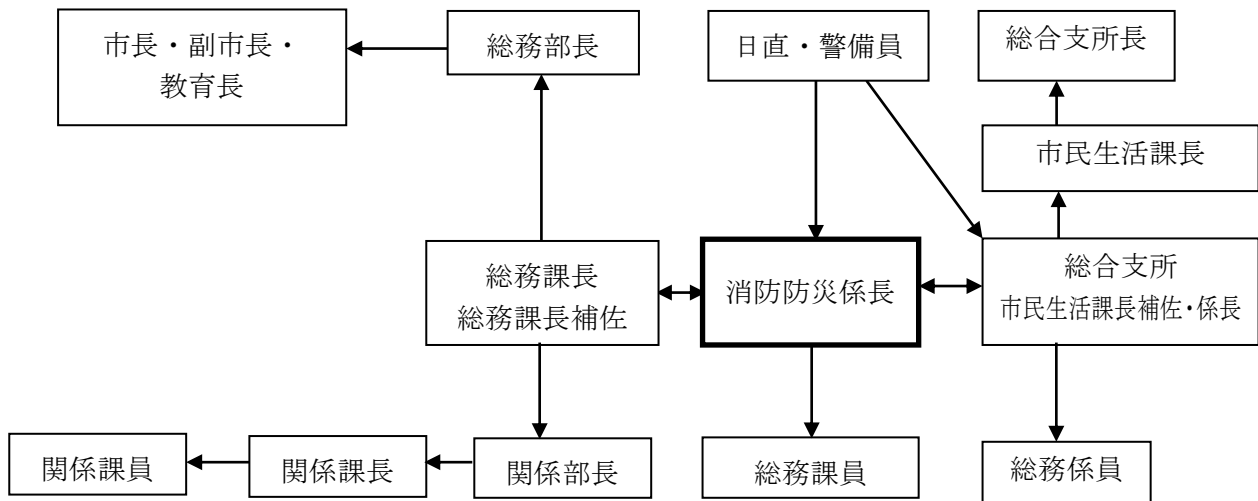 市長・副市長・
教育長
総務部長
日直・警備員
総合支所長
市民生活課長
総務課長
総務課長補佐
消防防災係長
総合支所
市民生活課長補佐・係長
関係課員
関係課長
関係部長
総務課員
総務係員